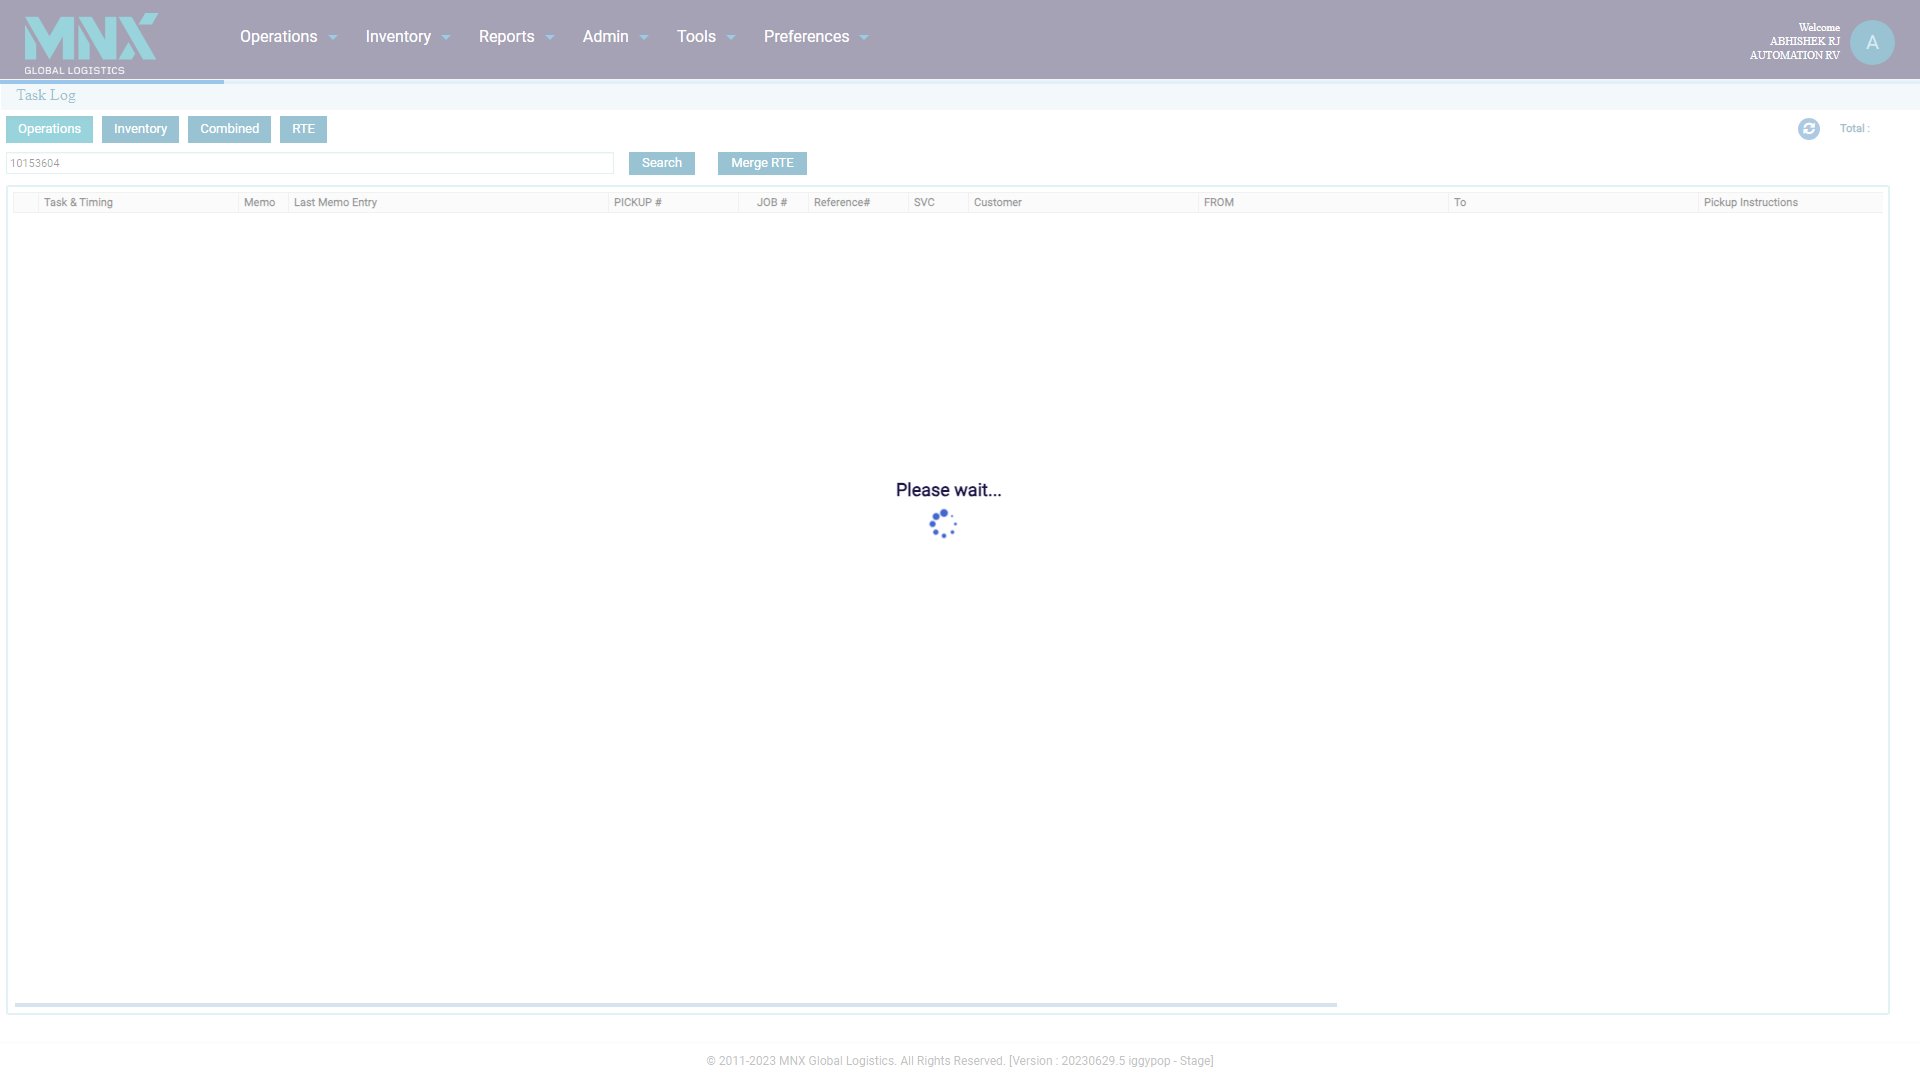 MNX
GLOBAL LOGISTICS
Operations Inventory Reports Admin Tools Preferences
Welcome
ABHISHEK RJ
AUTOMATION RV
A
Task Log
Operations Inventory Combined RTE
Total :
10153604
Search Merge RTE
Task & Timing Memo Last Memo Entry PICKUP # JOB # Reference# SVC Customer FROM To Pickup Instructions
Please wait...
© 2011-2023 MNX Global Logistics. All Rights Reserved. [Version : 20230629.5 iggypop - Stage]